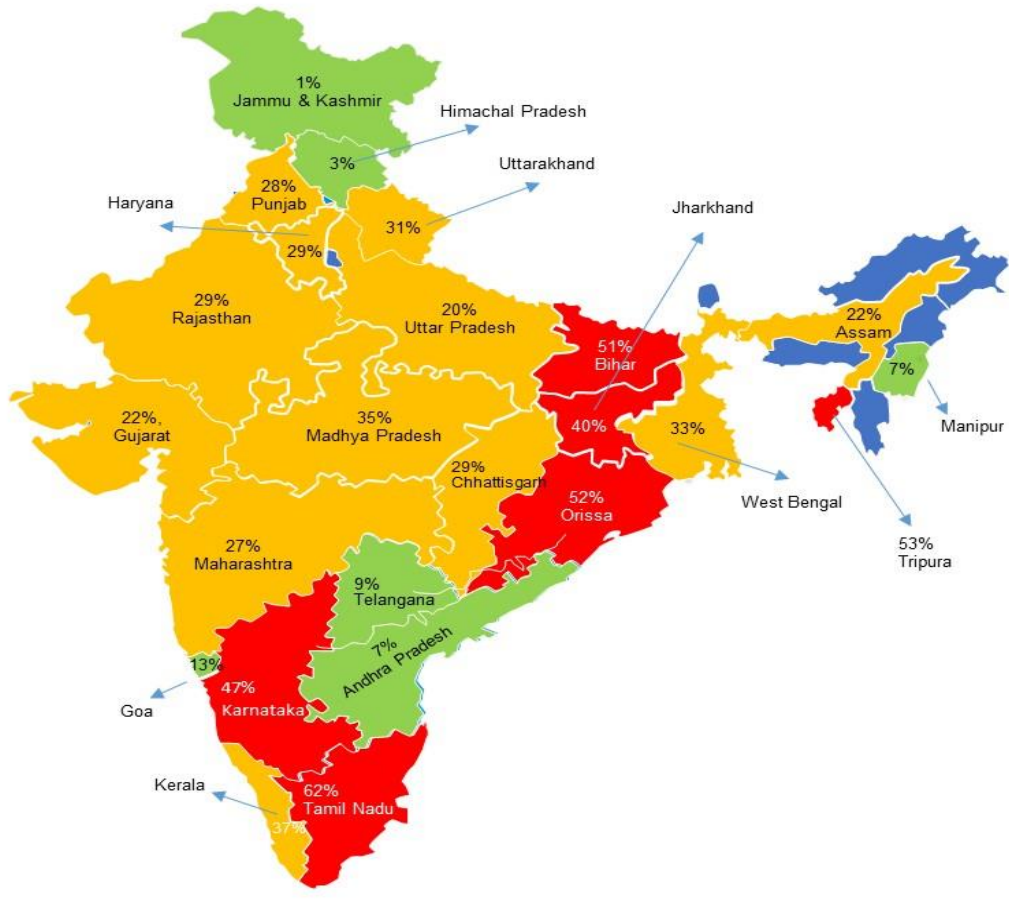 1%
Jammu & Kashmir
Himachal Pradesh
3%
Uttarakhand
28%
Punjab
Haryana
31%
Jharkhand
29%
29%
Rajasthan
20%
Uttar Pradesh
22%
Assam
51%
Bihar
7%
22%,
Gujarat
35%
Madhya Pradesh
40%
33%
Manipur
29%
Chhattisgarh
52%
Orissa
West Bengal
53%
Tripura
27%
Maharashtra
9%
Telangana
7%
Andhra Pradesh
13%
Goa
47%
Karnataka
Kerala
62%
Tamil Nadu
37%